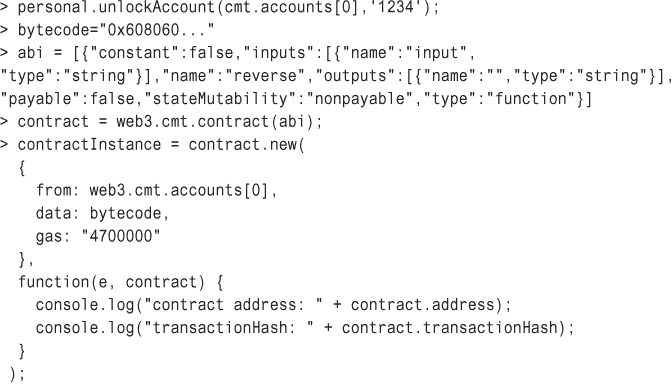 > personal.unlockAccount(cmt.accounts[0],'1234');
> bytecode="0x608060..."
> abi = [{"constant":false,"inputs":[{"name":"input",
"type":"string"}],"name":"reverse","outputs":[{"name":"","type":"string"}],
"payable":false,"stateMutability":"nonpayable","type":"function"}]
> contract = web3.cmt.contract(abi);
> contractInstance = contract.new(
  {
    from: web3.cmt.accounts[0],
    data: bytecode,
    gas: "4700000"
  },
  function(e, contract) {
    console.log("contract address: " + contract.address);
    console.log("transactionHash: " + contract.transactionHash);
  }
 );